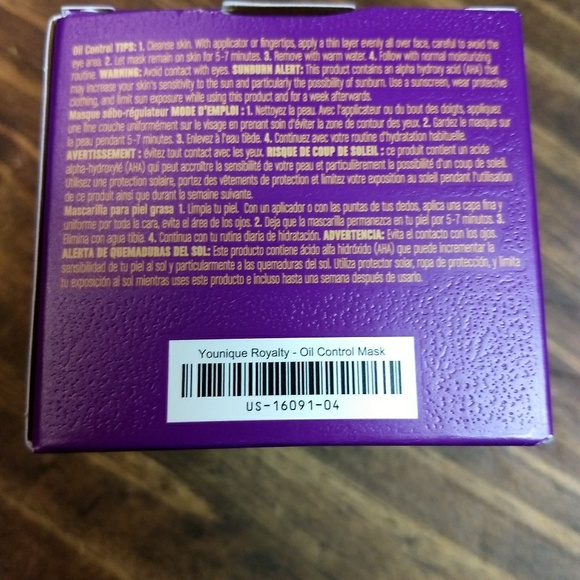 Oil Control TIPS: 1. Cleanse skin. With applicator or fingertips, apply a thin layer evenly all over face, careful to avoid the
eye area. 2. Let mask remain on skin for 5-7 minutes. 3. Remove with warm water. 4. Follow with normal moisturizing
routine. WARNING: Avoid contact with eyes. SUNBURN ALERT: This product contains an alpha hydroxy acid (AHA) that
may increase your skin's sensitivity to the sun and particularly the possibility of sunburn. Use a sunscreen, wear protective
clothing, and limit sun exposure while using this product and for a week afterwards.
Masque sébo-régulateur MODE D'EMPLOI : 1. Nettoyez la peau. Avec l'applicateur ou du bout des doigts, appliquez
une fine couche uniformément sur le visage en prenant soin d'éviter la zone de contour des yeux. 2. Gardez le masque sur
la peau pendant 5-7 minutes. 3. Enlevez à l'eau tiède. 4. Continuez avec votre routine d'hydratation habituelle.
AVERTISSEMENT : évitez tout contact avec les yeux. RISQUE DE COUP DE SOLEIL : ce produit contient un acide
alpha-hydroxylé (AHA) qui peut accroître la sensibilité de votre peau et particulièrement la possibilité d'un coup de soleil.
Utilisez une protection solaire, portez des vêtements de protection et limitez votre exposition au soleil pendant l'utilisation
de ce produit ainsi que durant la semaine suivante.
Mascarilla para piel grasa 1. Limpia tu piel. Con un aplicador o con las puntas de tus dedos, aplica una capa fina y
uniforme por toda la cara, evita el área de los ojos. 2. Deja que la mascarilla permanezca en tu piel por 5-7 minutos. 3.
Elimina con agua tibia. 4. Continúa con tu rutina diaria de hidratación. ADVERTENCIA: Evita el contacto con los ojos.
ALERTA DE QUEMADURAS DEL SOL: Este producto contiene ácido alfa hidróxido (AHA) que puede incrementar la
sensibilidad de tu piel al sol y particularmente a las quemaduras del sol. Utiliza protector solar, ropa de protección, y limita
tu exposición al sol mientras uses este producto e incluso hasta una semana después de usarlo.
Younique Royalty - Oil Control Mask
US-16091-04